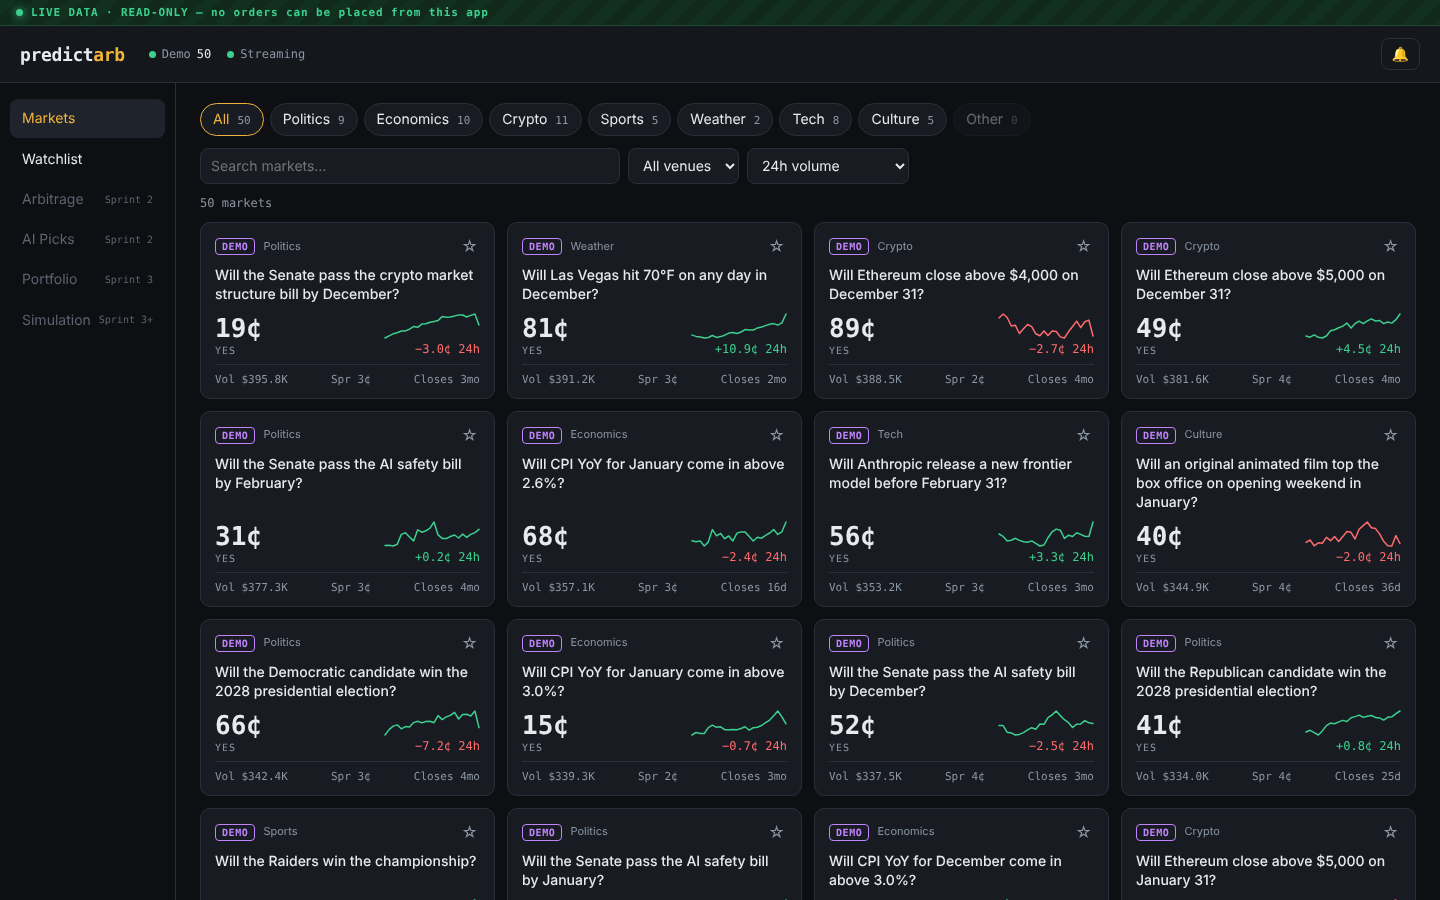 LIVE DATA · READ-ONLY — no orders can be placed from this app
predictarb
Demo 50
Streaming
Markets
Watchlist
Arbitrage Sprint 2
AI Picks Sprint 2
Portfolio Sprint 3
Simulation Sprint 3+
All 50
Politics 9
Economics 10
Crypto 11
Sports 5
Weather 2
Tech 8
Culture 5
Other 0
Search markets...
All venues
24h volume
50 markets
DEMO Politics
Will the Senate pass the crypto market
structure bill by December?
19¢
YES
−3.0¢ 24h
Vol $395.8K Spr 3¢ Closes 3mo
DEMO Weather
Will Las Vegas hit 70°F on any day in
December?
81¢
YES
+10.9¢ 24h
Vol $391.2K Spr 3¢ Closes 2mo
DEMO Crypto
Will Ethereum close above $4,000 on
December 31?
89¢
YES
−2.7¢ 24h
Vol $388.5K Spr 2¢ Closes 4mo
DEMO Crypto
Will Ethereum close above $5,000 on
December 31?
49¢
YES
+4.5¢ 24h
Vol $381.6K Spr 4¢ Closes 4mo
DEMO Politics
Will the Senate pass the AI safety bill
by February?
31¢
YES
+0.2¢ 24h
Vol $377.3K Spr 3¢ Closes 4mo
DEMO Economics
Will CPI YoY for January come in above
2.6%?
68¢
YES
−2.4¢ 24h
Vol $357.1K Spr 3¢ Closes 16d
DEMO Tech
Will Anthropic release a new frontier
model before February 31?
56¢
YES
+3.3¢ 24h
Vol $353.2K Spr 3¢ Closes 3mo
DEMO Culture
Will an original animated film top the
box office on opening weekend in
January?
40¢
YES
−2.0¢ 24h
Vol $344.9K Spr 4¢ Closes 36d
DEMO Politics
Will the Democratic candidate win the
2028 presidential election?
66¢
YES
−7.2¢ 24h
Vol $342.4K Spr 3¢ Closes 4mo
DEMO Economics
Will CPI YoY for January come in above
3.0%?
15¢
YES
−0.7¢ 24h
Vol $339.3K Spr 2¢ Closes 3mo
DEMO Politics
Will the Senate pass the AI safety bill
by December?
52¢
YES
−2.5¢ 24h
Vol $337.5K Spr 4¢ Closes 3mo
DEMO Politics
Will the Republican candidate win the
2028 presidential election?
41¢
YES
+0.8¢ 24h
Vol $334.0K Spr 4¢ Closes 25d
DEMO Sports
Will the Raiders win the championship?
DEMO Politics
Will the Senate pass the AI safety bill
by January?
DEMO Economics
Will CPI YoY for December come in
above 3.0%?
DEMO Crypto
Will Ethereum close above $5,000 on
January 31?